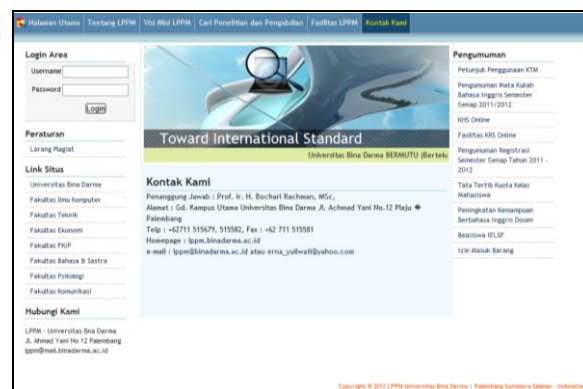 Halaman Utama
Tentang LPPM
Visi Misi LPPM
Cari Penelitian dan Pengabdian
Fasilitas LPPM
Kontak Kami
Login Area
Username
Password
Login
Peraturan
Larang Plagiat
Link Situs
Universitas Bina Darma
Fakultas Ilmu Komputer
Fakultas Teknik
Fakultas Ekonomi
Fakultas FKIP
Fakultas Bahasa & Sastra
Fakultas Psikologi
Fakultas Komunikasi
Hubungi Kami
LPPM - Universitas Bina Darma
Jl. Ahmad Yani No 12 Palembang
lppm@mail.binadarma.ac.id
Toward International Standard
Universitas Bina Darma BERMUTU (Berteku
Kontak Kami
Penanggung Jawab : Prof. Ir. H. Bochari Rachman, MSc,
Alamat : Gd. Kampus Utama Universitas Bina Darma Jl. Achmad Yani No.12 Plaju �
Palembang
Telp : +62711 515679, 515582, Fax : +62 711 515581
Homepage : lppm.binadarma.ac.id
e-mail : lppm@binadarma.ac.id atau erna_yuliwati@yahoo.com
Pengumuman
Petunjuk Penggunaan KTM
Pengumuman Mata Kuliah
Bahasa Inggris Semester
Genap 2011/2012
KHS Online
Fasilitas KRS Online
Pengumuman Registrasi
Semester Genap Tahun 2011 -
2012
Tata Tertib Kuota Kelas
Mahasiswa
Peningkatan Kemampuan
Berbahasa Inggris Dosen
Beasiswa IELSP
Izin Masuk Barang
Copyright © 2012 LPPM Universitas Bina Darma | Palembang Sumatera Selatan - Indonesia